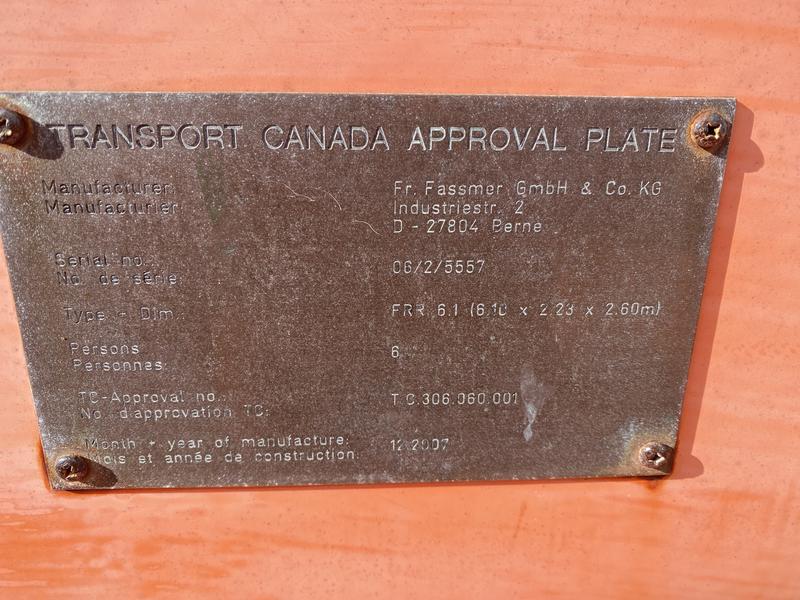 TRANSPORT CANADA APPROVAL PLATE
Manufacturer: Fr. Fassmer GmbH & Co. KG
Manufacturier: Industriestr. 2
D - 27804 Berne
Serial no.: 06/2/5557
No. de série:
Type - Dim.: FRR 6.1 (6.10 x 2.23 x 2.60m)
Persons 6
Personnes:
TC-Approval no.: T.C.306.060.001
No. d'approvation TC:
Month + year of manufacture: 12.2007
Mois et année de construction: